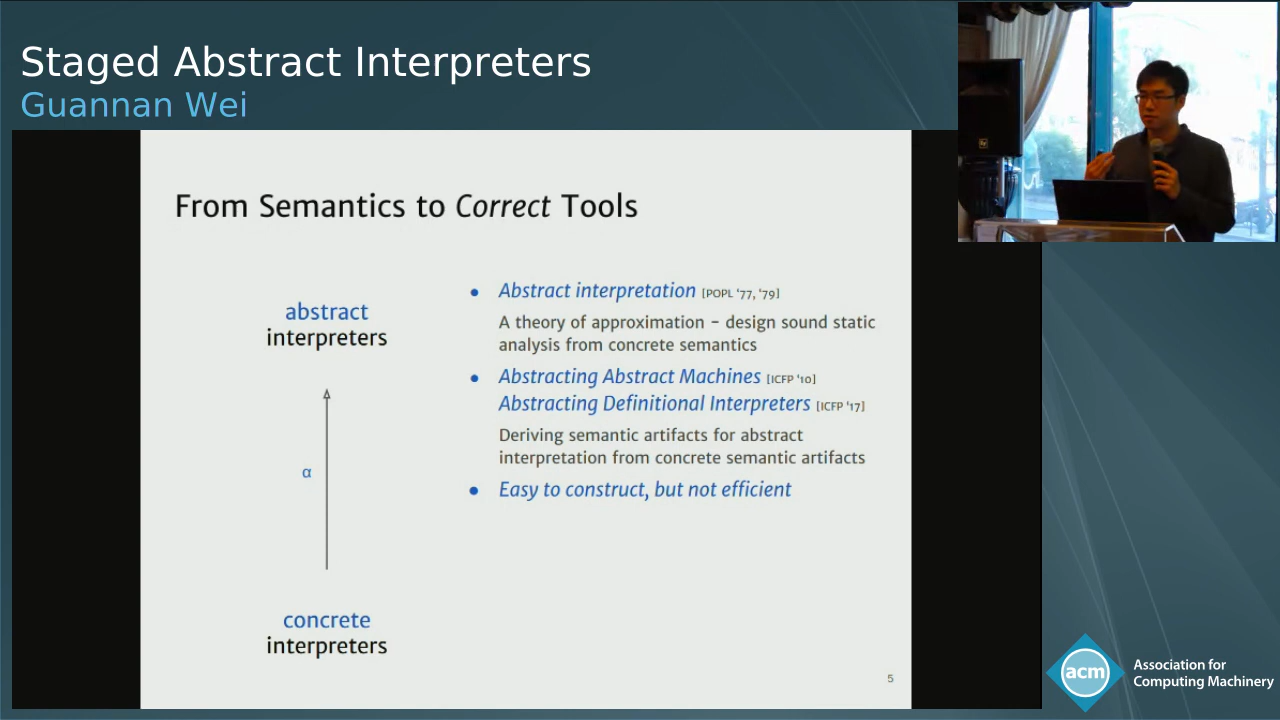 Staged Abstract Interpreters
Guannan Wei
From Semantics to Correct Tools
abstract
interpreters
α
concrete
interpreters
● Abstract interpretation [POPL ‘77, ‘79]
A theory of approximation - design sound static
analysis from concrete semantics
● Abstracting Abstract Machines [ICFP ‘10]
Abstracting Definitional Interpreters [ICFP ‘17]
Deriving semantic artifacts for abstract
interpretation from concrete semantic artifacts
● Easy to construct, but not efficient
5
acm
Association for
Computing Machinery